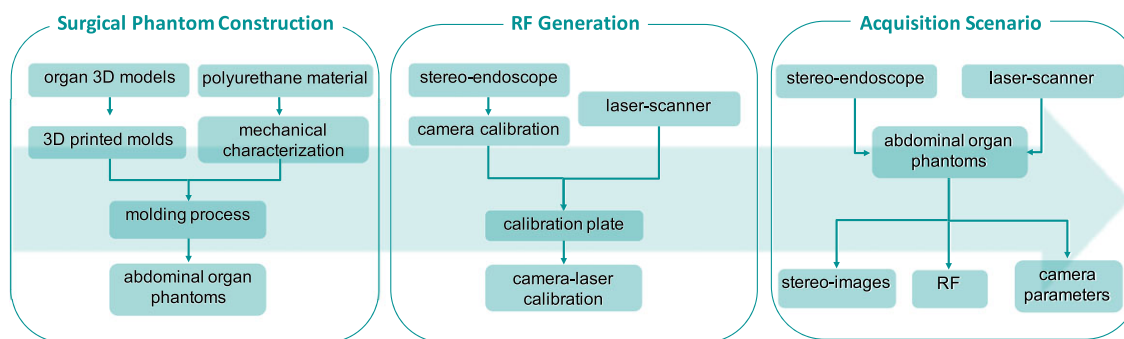 Surgical Phantom Construction
organ 3D models
polyurethane material
3D printed molds
mechanical
characterization
molding process
abdominal organ
phantoms
RF Generation
stereo-endoscope
laser-scanner
camera calibration
calibration plate
camera-laser
calibration
Acquisition Scenario
stereo-endoscope
laser-scanner
abdominal organ
phantoms
stereo-images
RF
camera
parameters